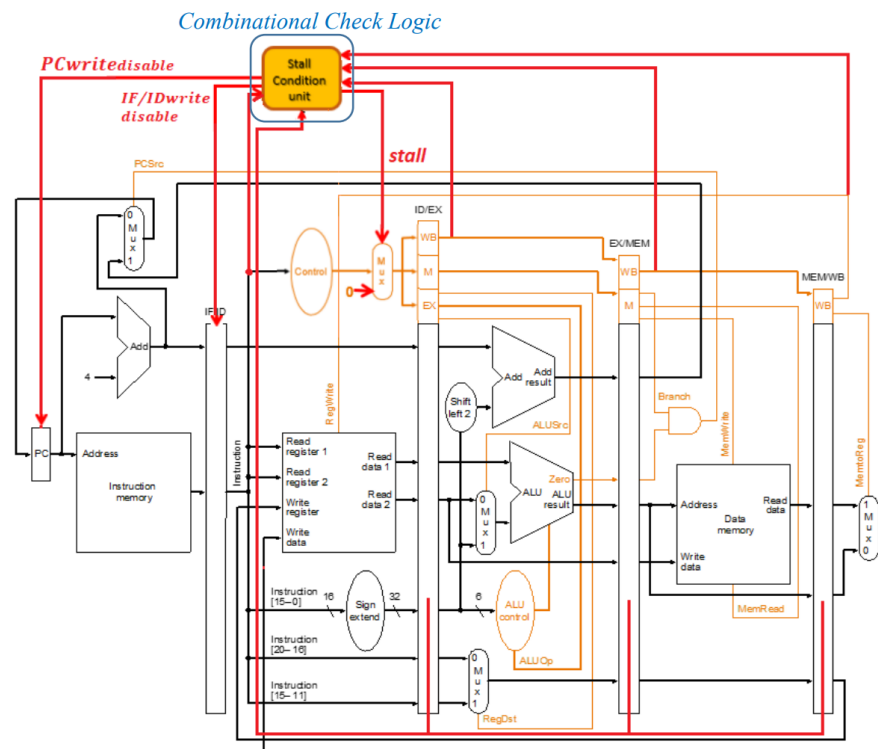 Combinational Check Logic
PCwritedisable
Stall
Condition
unit
IF/IDwrite
disable
stall
PCSrc
ID/EX
0
M
u
x
1
WB
EX/MEM
Control
M
u
x
M
WB
MEM/WB
0
EX
M
WB
IF/ID
Add
4
Add
Add
result
Shift
left 2
RegWrite
ALUSrc
Branch
MemWrite
MemtoReg
PC
Address
Instruction
memory
Instruction
Read
register 1
Read
register 2
Write
register
Write
data
Read
data 1
Read
data 2
0
M
u
x
1
Zero
ALU
ALU
result
Address
Read
data
Data
memory
Write
data
1
M
u
x
0
Instruction
[15–0]
16
Sign
extend
32
6
ALU
control
MemRead
Instruction
[20–16]
ALUOp
0
M
u
x
1
Instruction
[15–11]
RegDst